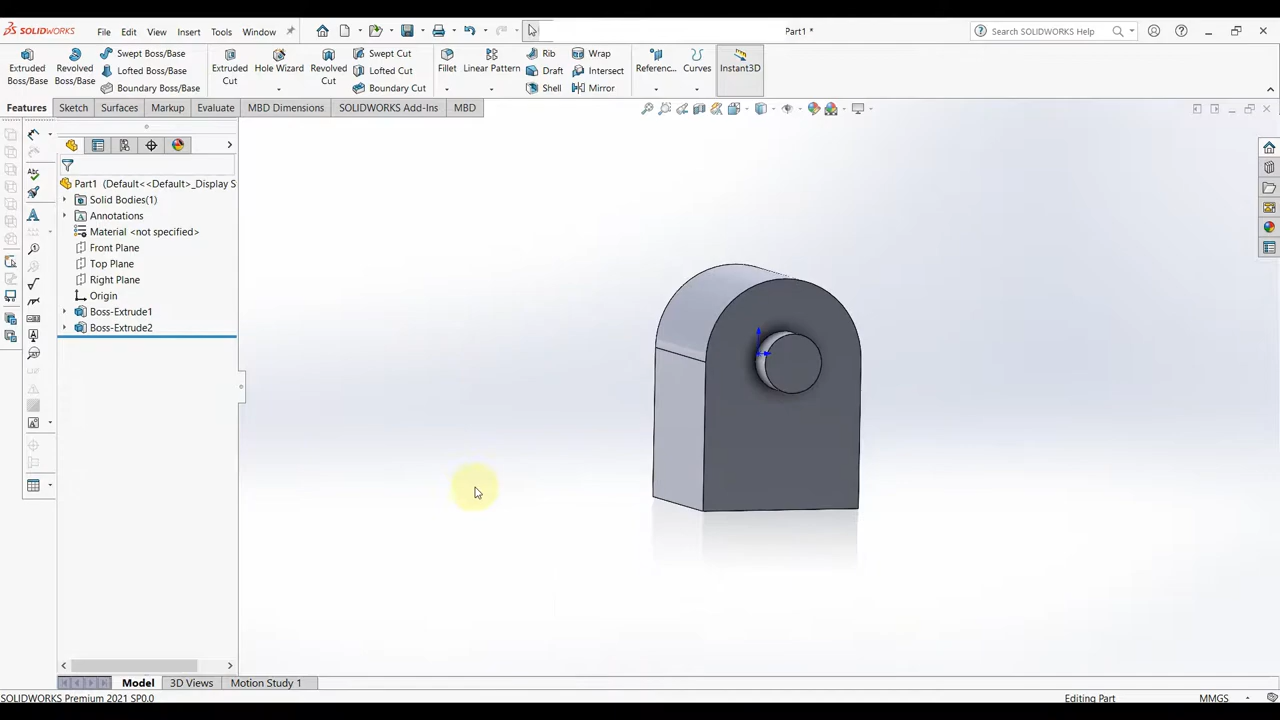 SOLIDWORKS
File
Edit
View
Insert
Tools
Window
Part1 *
Search SOLIDWORKS Help
Extruded
Boss/Base
Revolved
Boss/Base
Swept Boss/Base
Lofted Boss/Base
Boundary Boss/Base
Extruded
Cut
Hole Wizard
Revolved
Cut
Swept Cut
Lofted Cut
Boundary Cut
Fillet
Linear Pattern
Rib
Draft
Shell
Wrap
Intersect
Mirror
Referenc...
Curves
Instant3D
Features
Sketch
Surfaces
Markup
Evaluate
MBD Dimensions
SOLIDWORKS Add-Ins
MBD
Part1 (Default<<Default>_Display S
Solid Bodies(1)
Annotations
Material <not specified>
Front Plane
Top Plane
Right Plane
Origin
Boss-Extrude1
Boss-Extrude2
Model
3D Views
Motion Study 1
SOLIDWORKS Premium 2021 SP0.0
Editing Part
MMGS